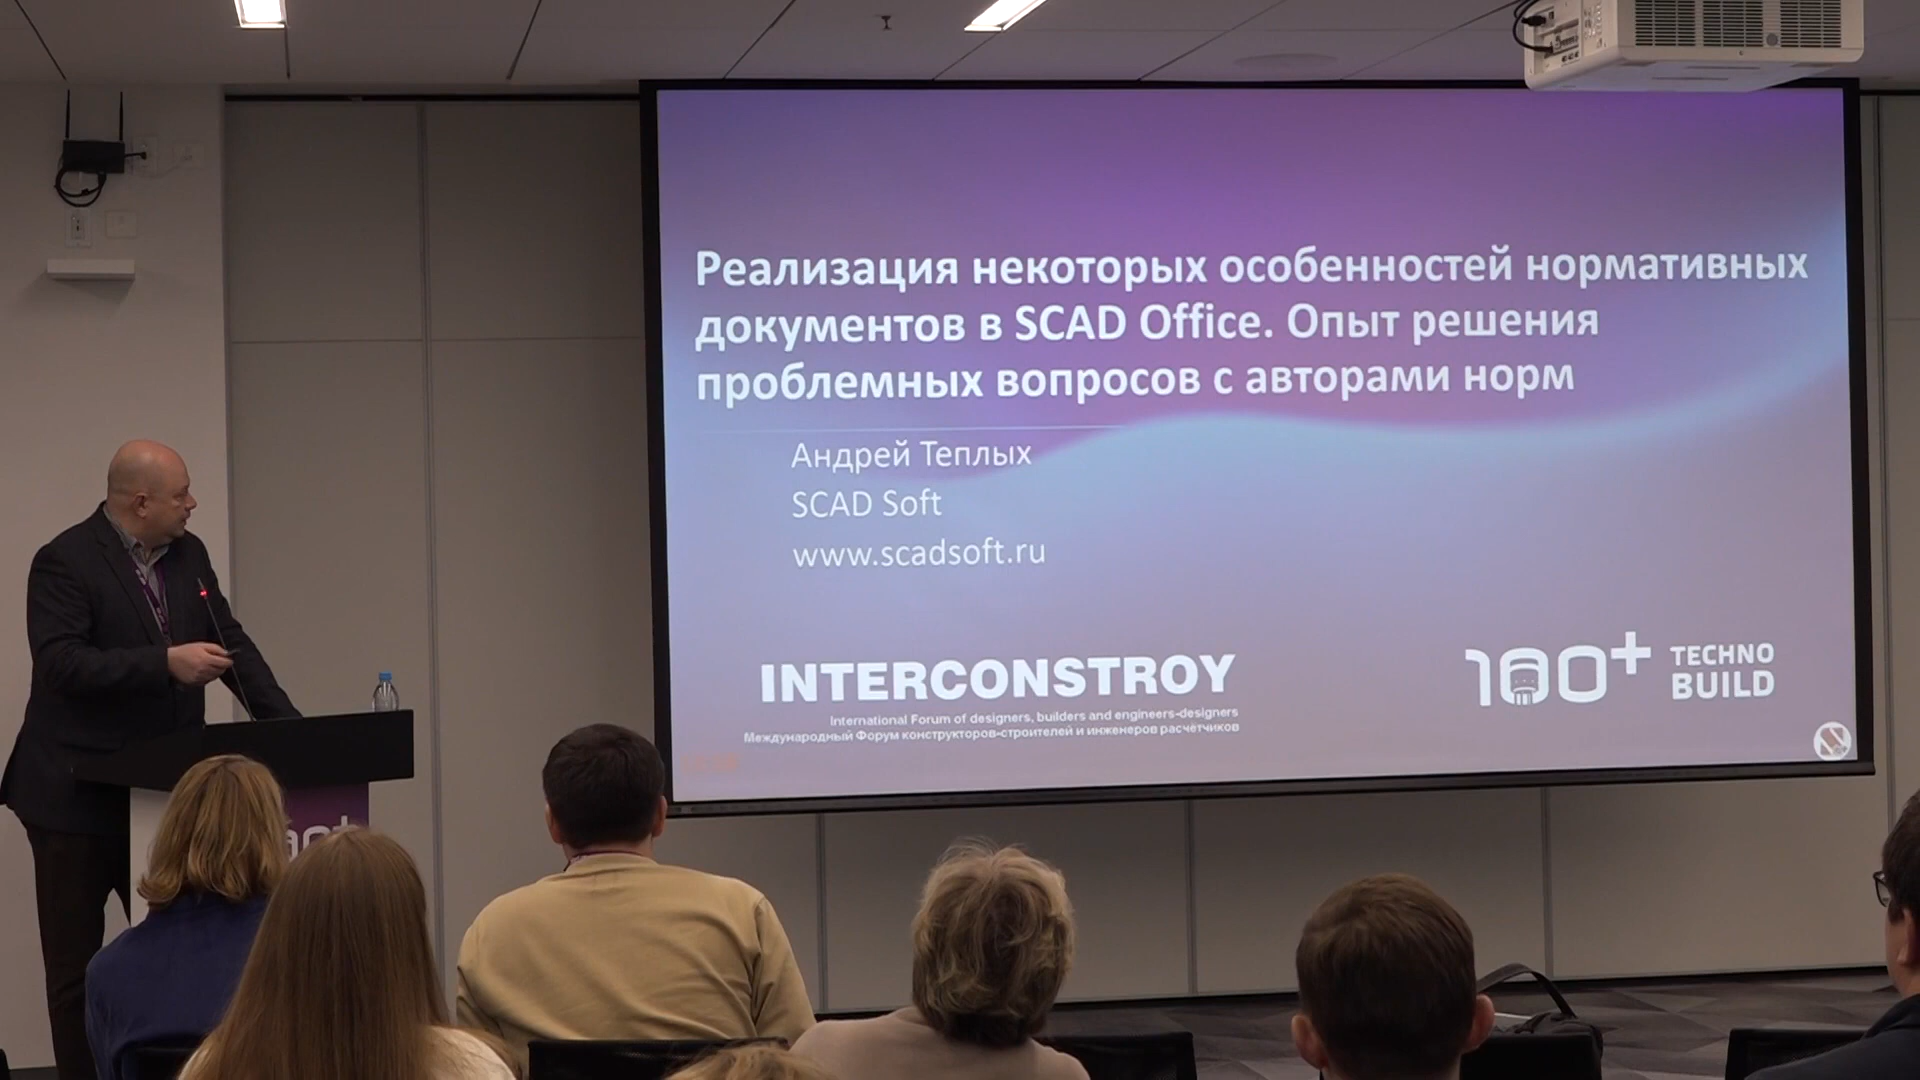 Реализация некоторых особенностей нормативных
документов в SCAD Office. Опыт решения
проблемных вопросов с авторами норм
Андрей Теплых
SCAD Soft
www.scadsoft.ru
INTERCONSTROY
International Forum of designers, builders and engineers-designers
Международный Форум конструкторов-строителей и инженеров расчётчиков
100+ TECHNO
BUILD